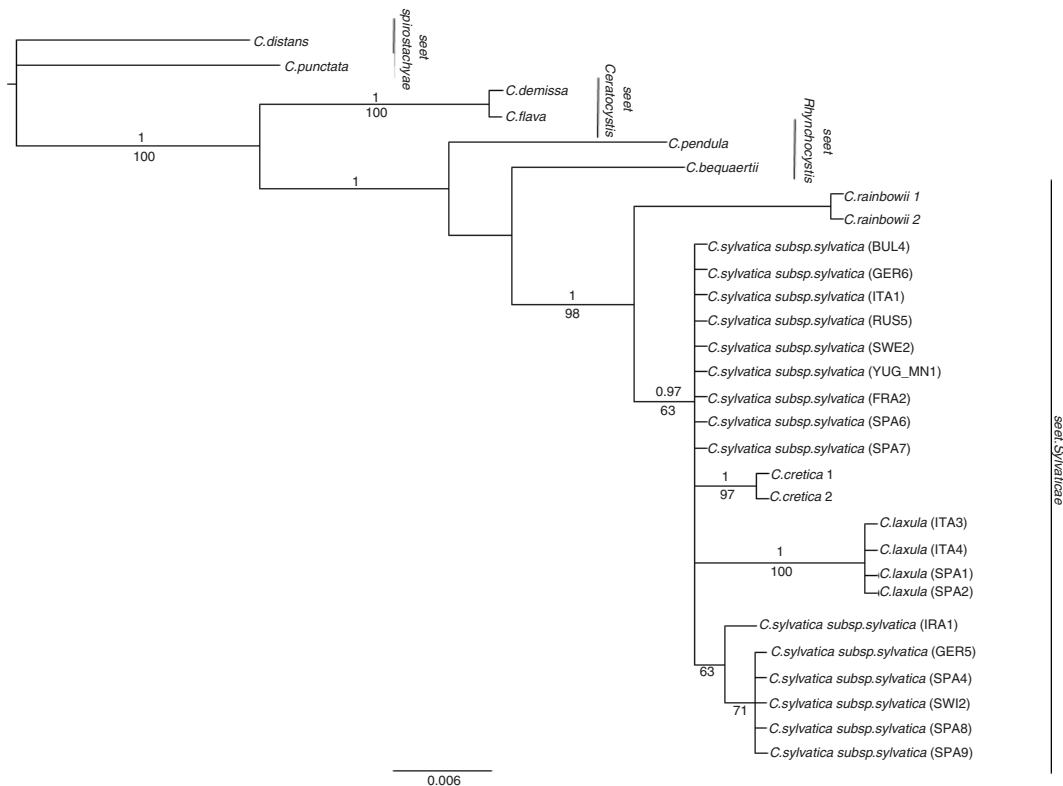 C.distans
seet
spirostachyae
C.punctata
1
100
C.demissa
C.flava
seet
Ceratocystis
1
100
C.pendula
seet
Rhynchocystis
1
C.bequaertii
C.rainbowii 1
C.rainbowii 2
1
98
C.sylvatica subsp.sylvatica (BUL4)
C.sylvatica subsp.sylvatica (GER6)
C.sylvatica subsp.sylvatica (ITA1)
C.sylvatica subsp.sylvatica (RUS5)
C.sylvatica subsp.sylvatica (SWE2)
C.sylvatica subsp.sylvatica (YUG_MN1)
C.sylvatica subsp.sylvatica (FRA2)
0.97
63
C.sylvatica subsp.sylvatica (SPA6)
C.sylvatica subsp.sylvatica (SPA7)
seet.Sylvaticae
1
97
C.cretica 1
C.cretica 2
C.laxula (ITA3)
C.laxula (ITA4)
1
100
C.laxula (SPA1)
C.laxula (SPA2)
C.sylvatica subsp.sylvatica (IRA1)
C.sylvatica subsp.sylvatica (GER5)
63
C.sylvatica subsp.sylvatica (SPA4)
C.sylvatica subsp.sylvatica (SWI2)
71
C.sylvatica subsp.sylvatica (SPA8)
C.sylvatica subsp.sylvatica (SPA9)
0.006